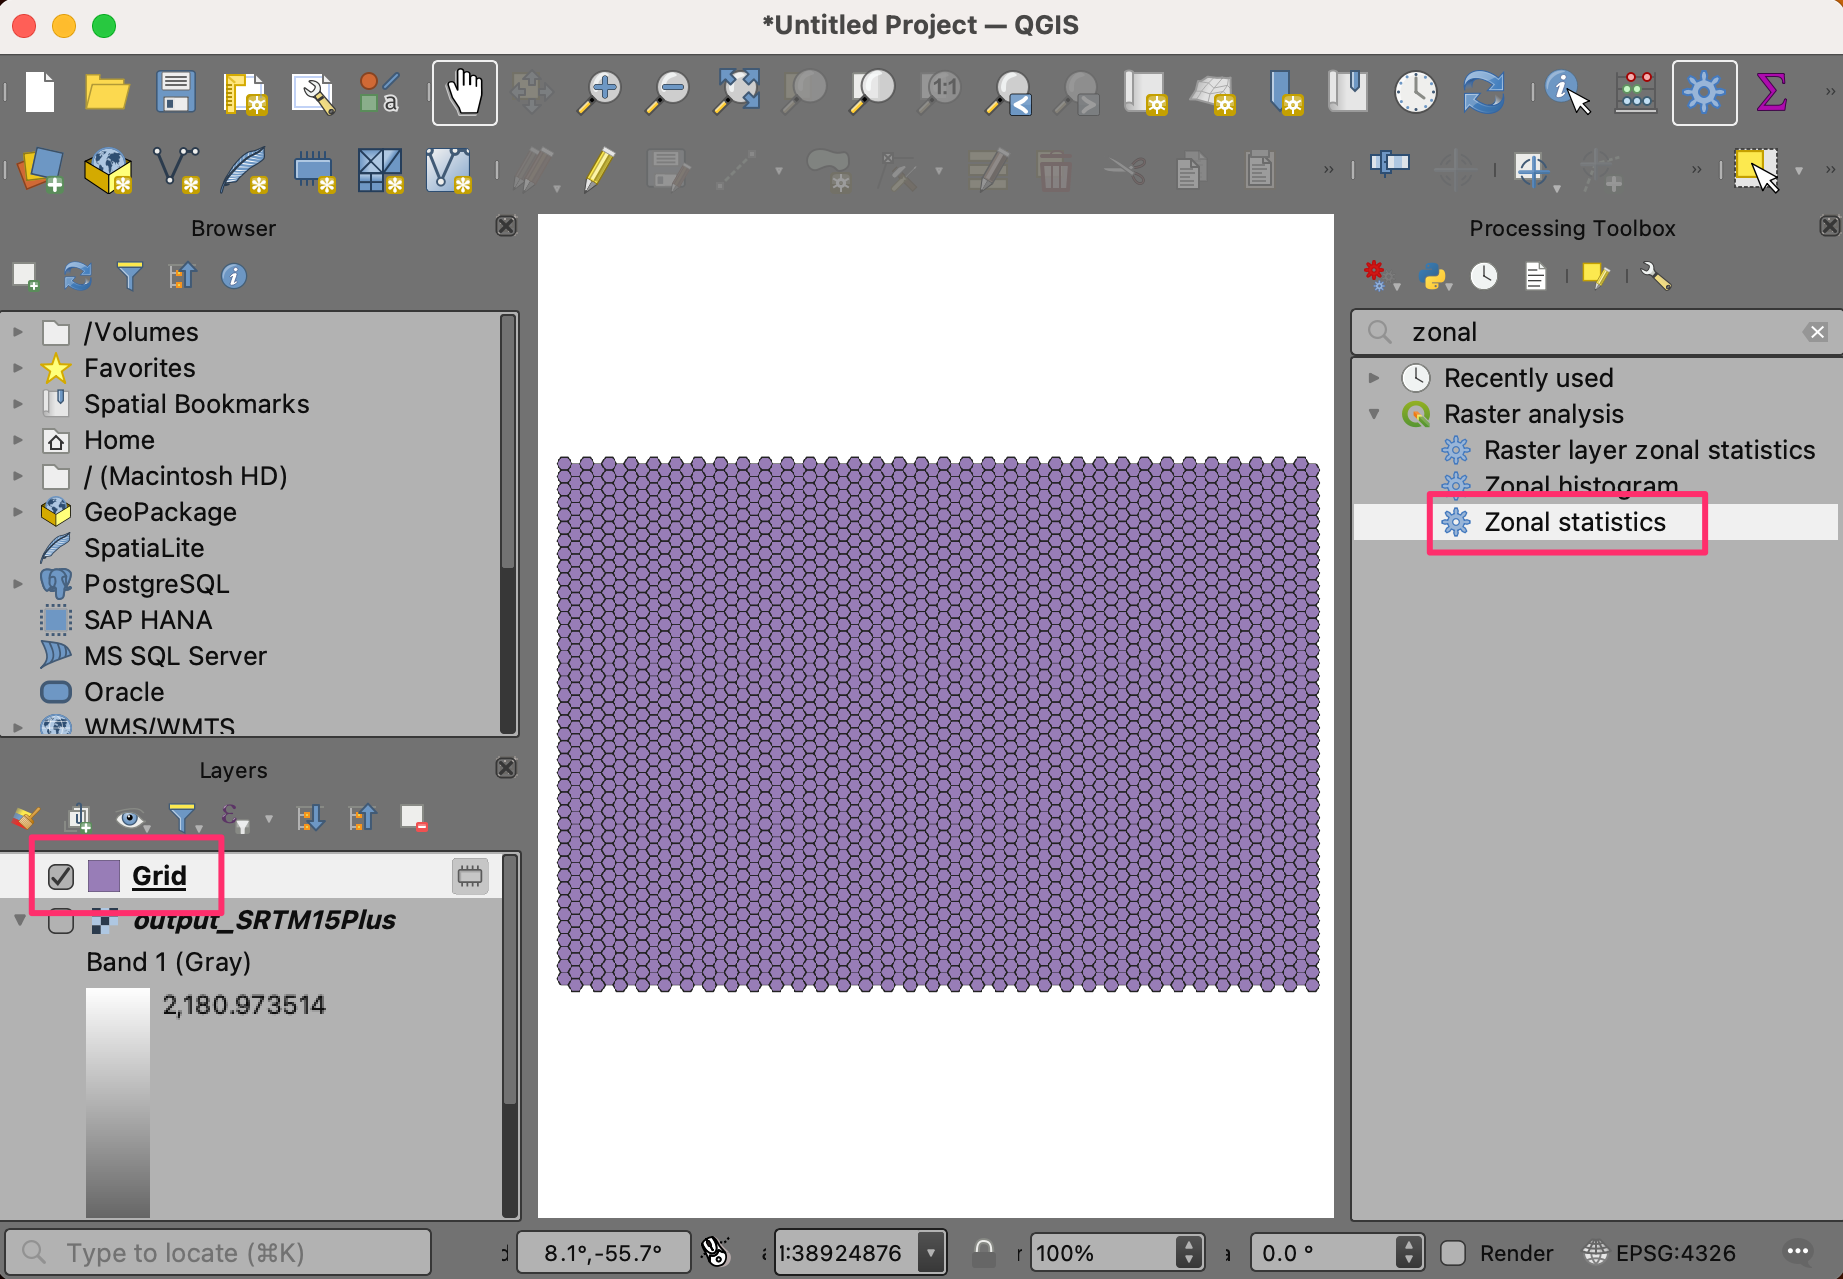 *Untitled Project — QGIS
Browser
/Volumes
Favorites
Spatial Bookmarks
Home
/ (Macintosh HD)
GeoPackage
SpatiaLite
PostgreSQL
SAP HANA
MS SQL Server
Oracle
WMS/WMTS
Layers
Grid
output_SRTM15Plus
Band 1 (Gray)
2,180.973514
Processing Toolbox
zonal
Recently used
Raster analysis
Raster layer zonal statistics
Zonal histogram
Zonal statistics
Type to locate (⌘K)
8.1°,-55.7°
1:38924876
100%
0.0 °
Render
EPSG:4326